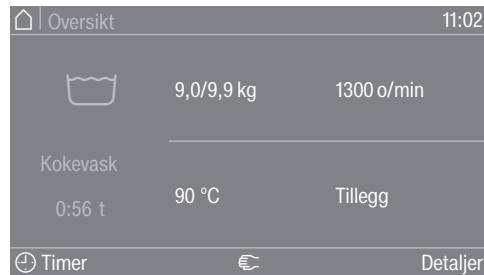 Oversikt 11:02
9,0/9,9 kg 1300 o/min
Kokevask
0:56 t
90 °C Tillegg
Timer Detaljer